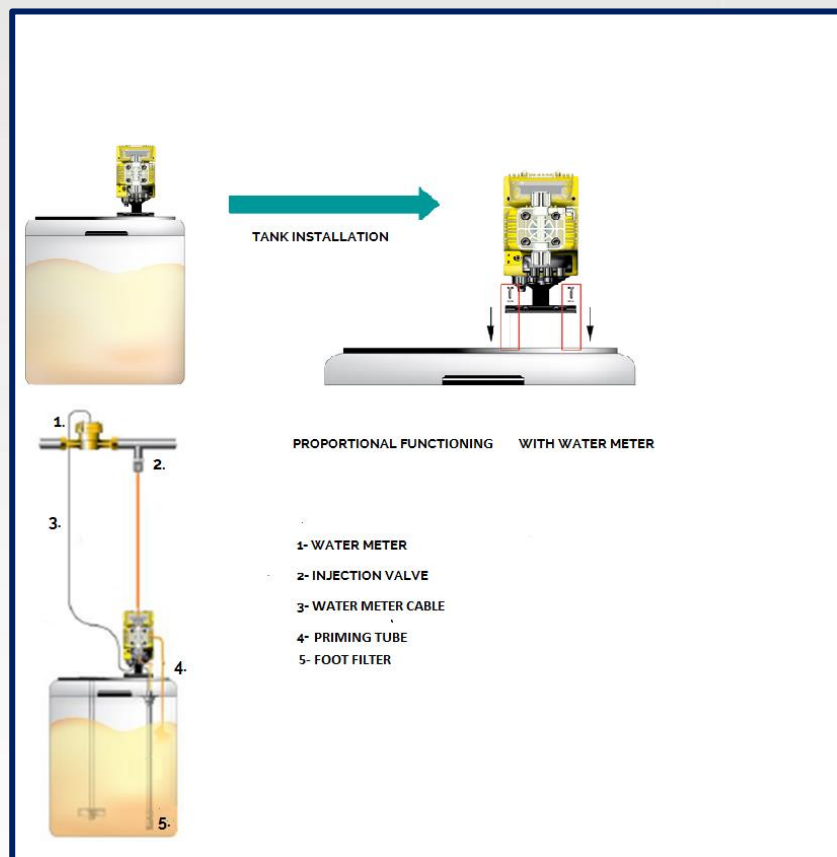 TANK INSTALLATION
1.
2.
3.
4.
5.
PROPORTIONAL FUNCTIONING WITH WATER METER
1- WATER METER
2- INJECTION VALVE
3- WATER METER CABLE
4- PRIMING TUBE
5- FOOT FILTER